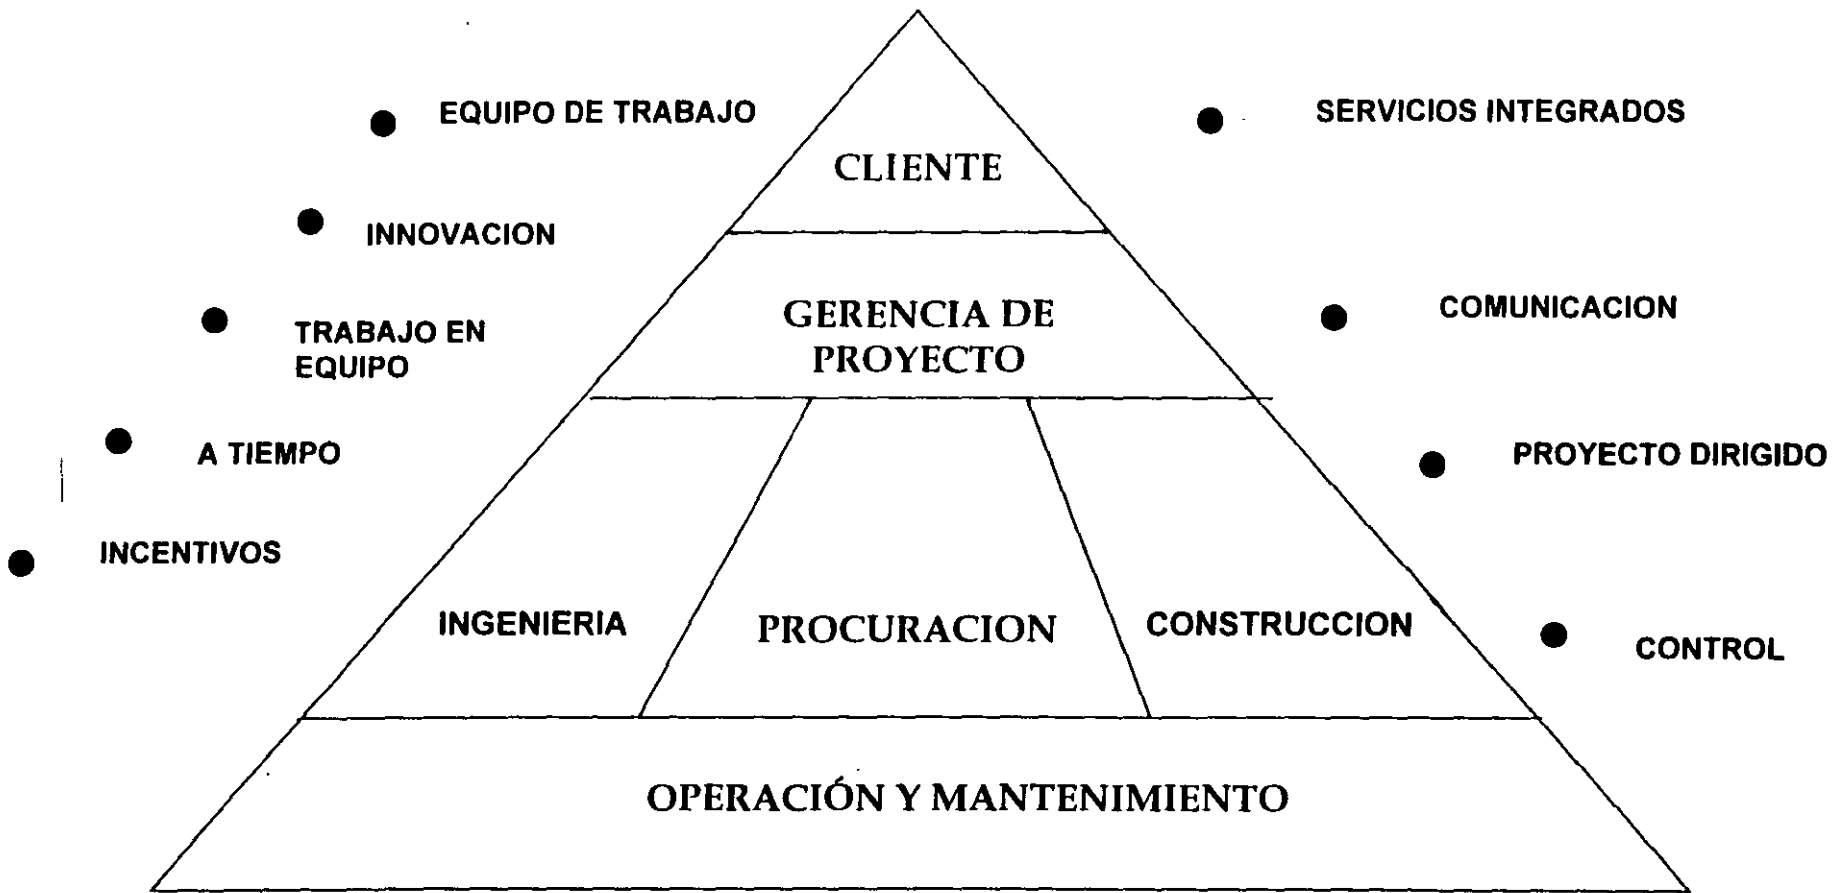 EQUIPO DE TRABAJO
SERVICIOS INTEGRADOS
CLIENTE
INNOVACION
GERENCIA DE
PROYECTO
COMUNICACION
TRABAJO EN
EQUIPO
A TIEMPO
PROYECTO DIRIGIDO
INCENTIVOS
INGENIERIA
PROCURACION
CONSTRUCCION
CONTROL
OPERACIÓN Y MANTENIMIENTO